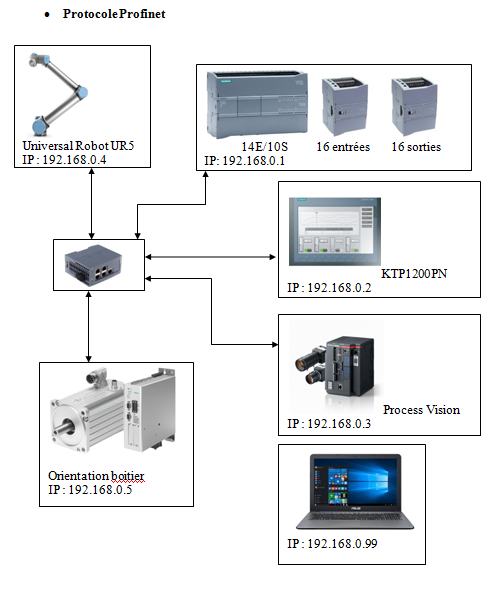 • Protocole Profinet
Universal Robot UR5
IP : 192.168.0.4
SIEMENS
14E/10S
16 entrées
16 sorties
IP: 192.168.0.1
KTP1200PN
IP : 192.168.0.2
Process Vision
IP : 192.168.0.3
Orientation boitier
IP : 192.168.0.5
ASUS
IP : 192.168.0.99